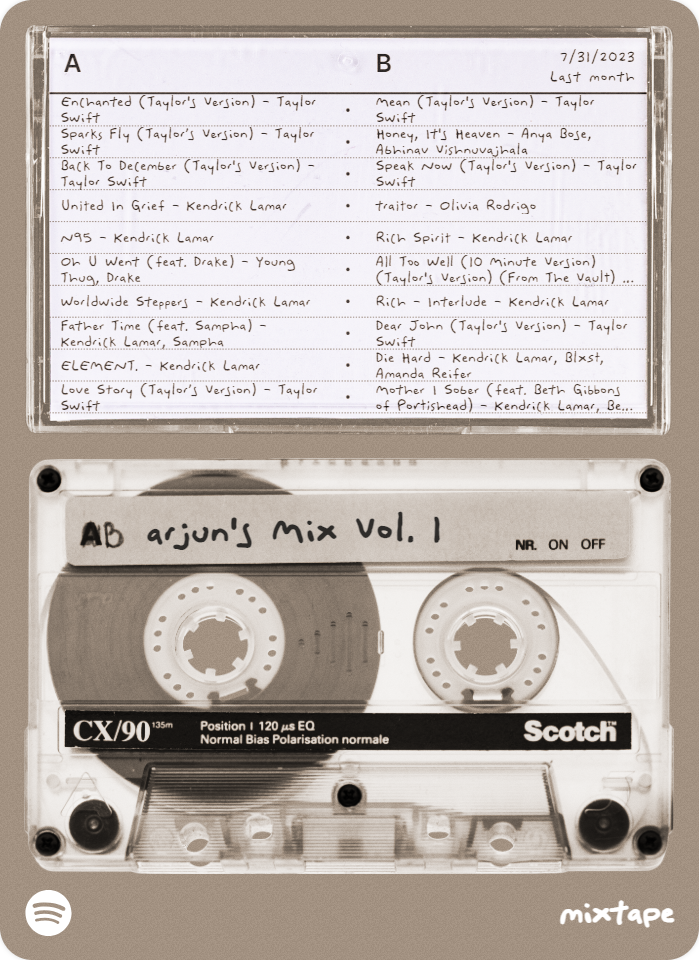 A
B
7/31/2023
Last month
Enchanted (Taylor's Version) – Taylor
Swift
Sparks Fly (Taylor's Version) – Taylor
Swift
Back To December (Taylor's Version) –
Taylor Swift
United In Grief – Kendrick Lamar
N95 – Kendrick Lamar
Oh U Went (feat. Drake) – Young
Thug, Drake
Worldwide Steppers – Kendrick Lamar
Father Time (feat. Sampha) –
Kendrick Lamar, Sampha
ELEMENT. – Kendrick Lamar
Love Story (Taylor's Version) – Taylor
Swift
Mean (Taylor's Version) – Taylor
Swift
Honey, It's Heaven – Anya Bose,
Abhinav Vishnuvajhala
Speak Now (Taylor's Version) – Taylor
Swift
traitor – Olivia Rodrigo
Rich Spirit – Kendrick Lamar
All Too Well (10 Minute Version)
(Taylor's Version) (From The Vault) ...
Rich – Interlude – Kendrick Lamar
Dear John (Taylor's Version) – Taylor
Swift
Die Hard – Kendrick Lamar, Blxst,
Amanda Reifer
Mother I Sober (feat. Beth Gibbons
of Portishead) – Kendrick Lamar, Be...
AB arjun's Mix Vol. 1
NR. ON OFF
CX/90 135m
Position I 120 µs EQ
Normal Bias Polarisation normale
Scotch™
mixtape